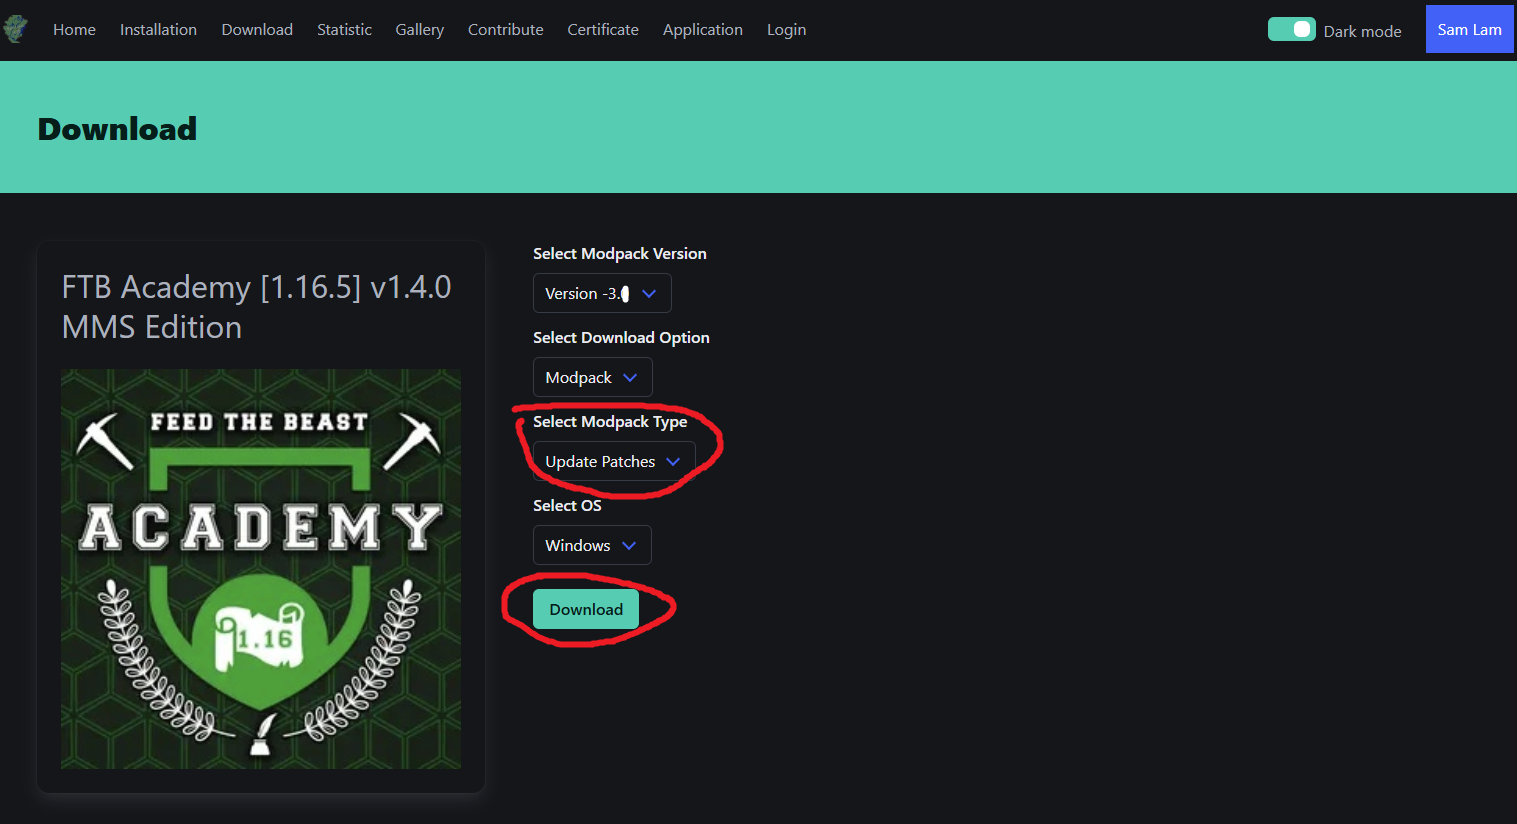 Home Installation Download Statistic Gallery Contribute Certificate Application Login Dark mode Sam Lam
Download
FTB Academy [1.16.5] v1.4.0
MMS Edition
FEED THE BEAST
ACADEMY
1.16
Select Modpack Version
Version -3.
Select Download Option
Modpack
Select Modpack Type
Update Patches
Select OS
Windows
Download